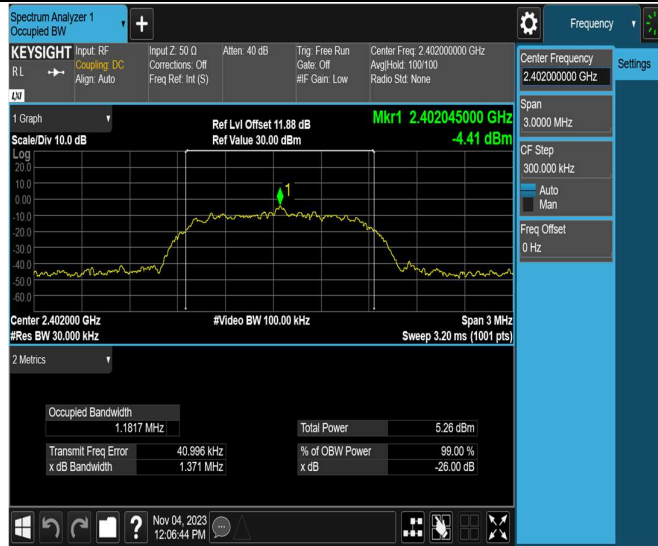 Spectrum Analyzer 1
Occupied BW
Frequency
KEYSIGHT
R L
LXI
Input: RF
Coupling: DC
Align: Auto
Input Z: 50 Ω
Corrections: Off
Freq Ref: Int (S)
Atten: 40 dB
Trig: Free Run
Gate: Off
#IF Gain: Low
Center Freq: 2.402000000 GHz
Avg|Hold: 100/100
Radio Std: None
Center Frequency
2.402000000 GHz
Settings
Span
3.0000 MHz
CF Step
300.000 kHz
Auto
Man
Freq Offset
0 Hz
1 Graph
Scale/Div 10.0 dB
Ref Lvl Offset 11.88 dB
Ref Value 30.00 dBm
Mkr1 2.402045000 GHz
-4.41 dBm
Log
20.0
10.0
0.00
-10.0
-20.0
-30.0
-40.0
-50.0
-60.0
1
Center 2.402000 GHz
#Video BW 100.00 kHz
Span 3 MHz
#Res BW 30.000 kHz
Sweep 3.20 ms (1001 pts)
2 Metrics
Occupied Bandwidth
1.1817 MHz
Total Power 5.26 dBm
Transmit Freq Error 40.996 kHz
% of OBW Power 99.00 %
x dB Bandwidth 1.371 MHz
x dB -26.00 dB
?
Nov 04, 2023
12:06:44 PM